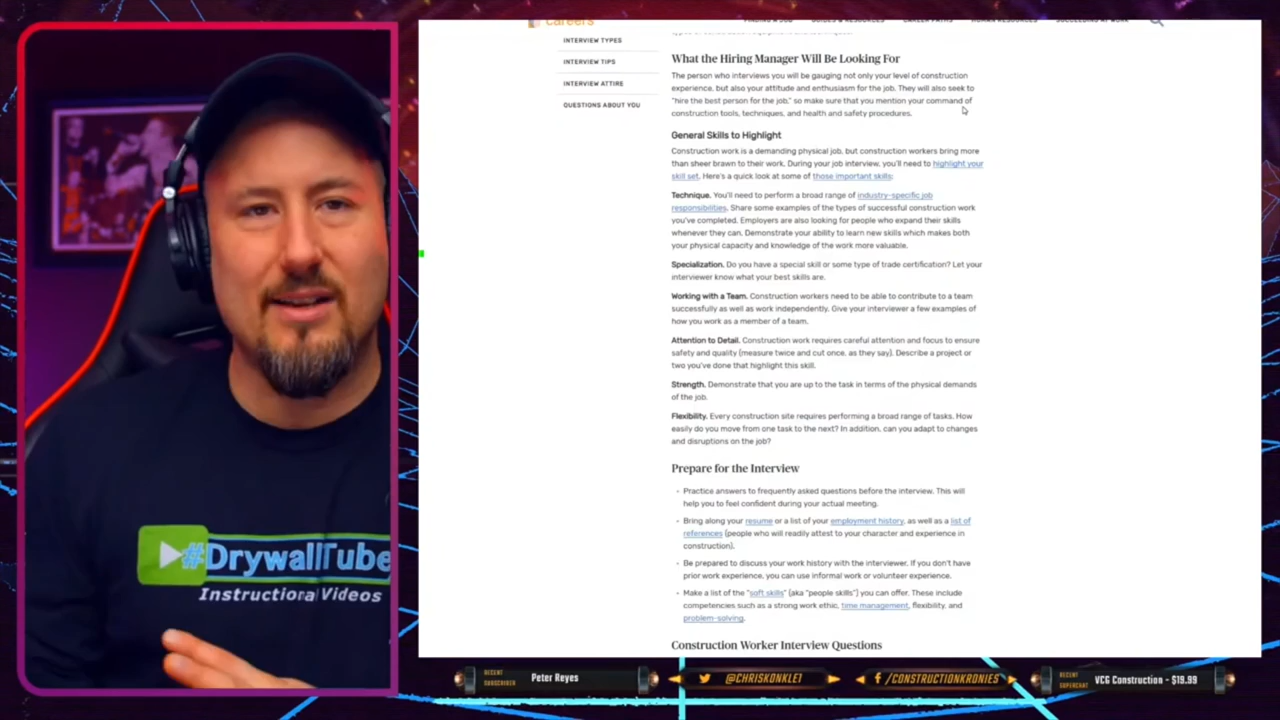 careers
FINDING A JOB
GUIDES & RESOURCES
CAREER PATHS
HUMAN RESOURCES
SUCCEEDING AT WORK
INTERVIEW TYPES
INTERVIEW TIPS
INTERVIEW ATTIRE
QUESTIONS ABOUT YOU
What the Hiring Manager Will Be Looking For
The person who interviews you will be gauging not only your level of construction
experience, but also your attitude and enthusiasm for the job. They will also seek to
"hire the best person for the job," so make sure that you mention your command of
construction tools, techniques, and health and safety procedures.
General Skills to Highlight
Construction work is a demanding physical job, but construction workers bring more
than sheer brawn to their work. During your job interview, you'll need to highlight your
skill set. Here's a quick look at some of those important skills:
Technique. You'll need to perform a broad range of industry-specific job
responsibilities. Share some examples of the types of successful construction work
you've completed. Employers are also looking for people who expand their skills
whenever they can. Demonstrate your ability to learn new skills which makes both
your physical capacity and knowledge of the work more valuable.
Specialization. Do you have a special skill or some type of trade certification? Let your
interviewer know what your best skills are.
Working with a Team. Construction workers need to be able to contribute to a team
successfully as well as work independently. Give your interviewer a few examples of
how you work as a member of a team.
Attention to Detail. Construction work requires careful attention and focus to ensure
safety and quality (measure twice and cut once, as they say). Describe a project or
two you've done that highlight this skill.
Strength. Demonstrate that you are up to the task in terms of the physical demands
of the job.
Flexibility. Every construction site requires performing a broad range of tasks. How
easily do you move from one task to the next? In addition, can you adapt to changes
and disruptions on the job?
Prepare for the Interview
• Practice answers to frequently asked questions before the interview. This will
help you to feel confident during your actual meeting.
• Bring along your resume or a list of your employment history, as well as a list of
references (people who will readily attest to your character and experience in
construction).
• Be prepared to discuss your work history with the interviewer. If you don't have
prior work experience, you can use informal work or volunteer experience.
• Make a list of the "soft skills" (aka "people skills") you can offer. These include
competencies such as a strong work ethic, time management, flexibility, and
problem-solving.
Construction Worker Interview Questions
#DrywallTube
Instructional Videos
RECENT
SUBSCRIBER
Peter Reyes
@CHRISKONKLE1
/CONSTRUCTIONKRONIES
RECENT
SUPERCHAT
VCG Construction - $19.99